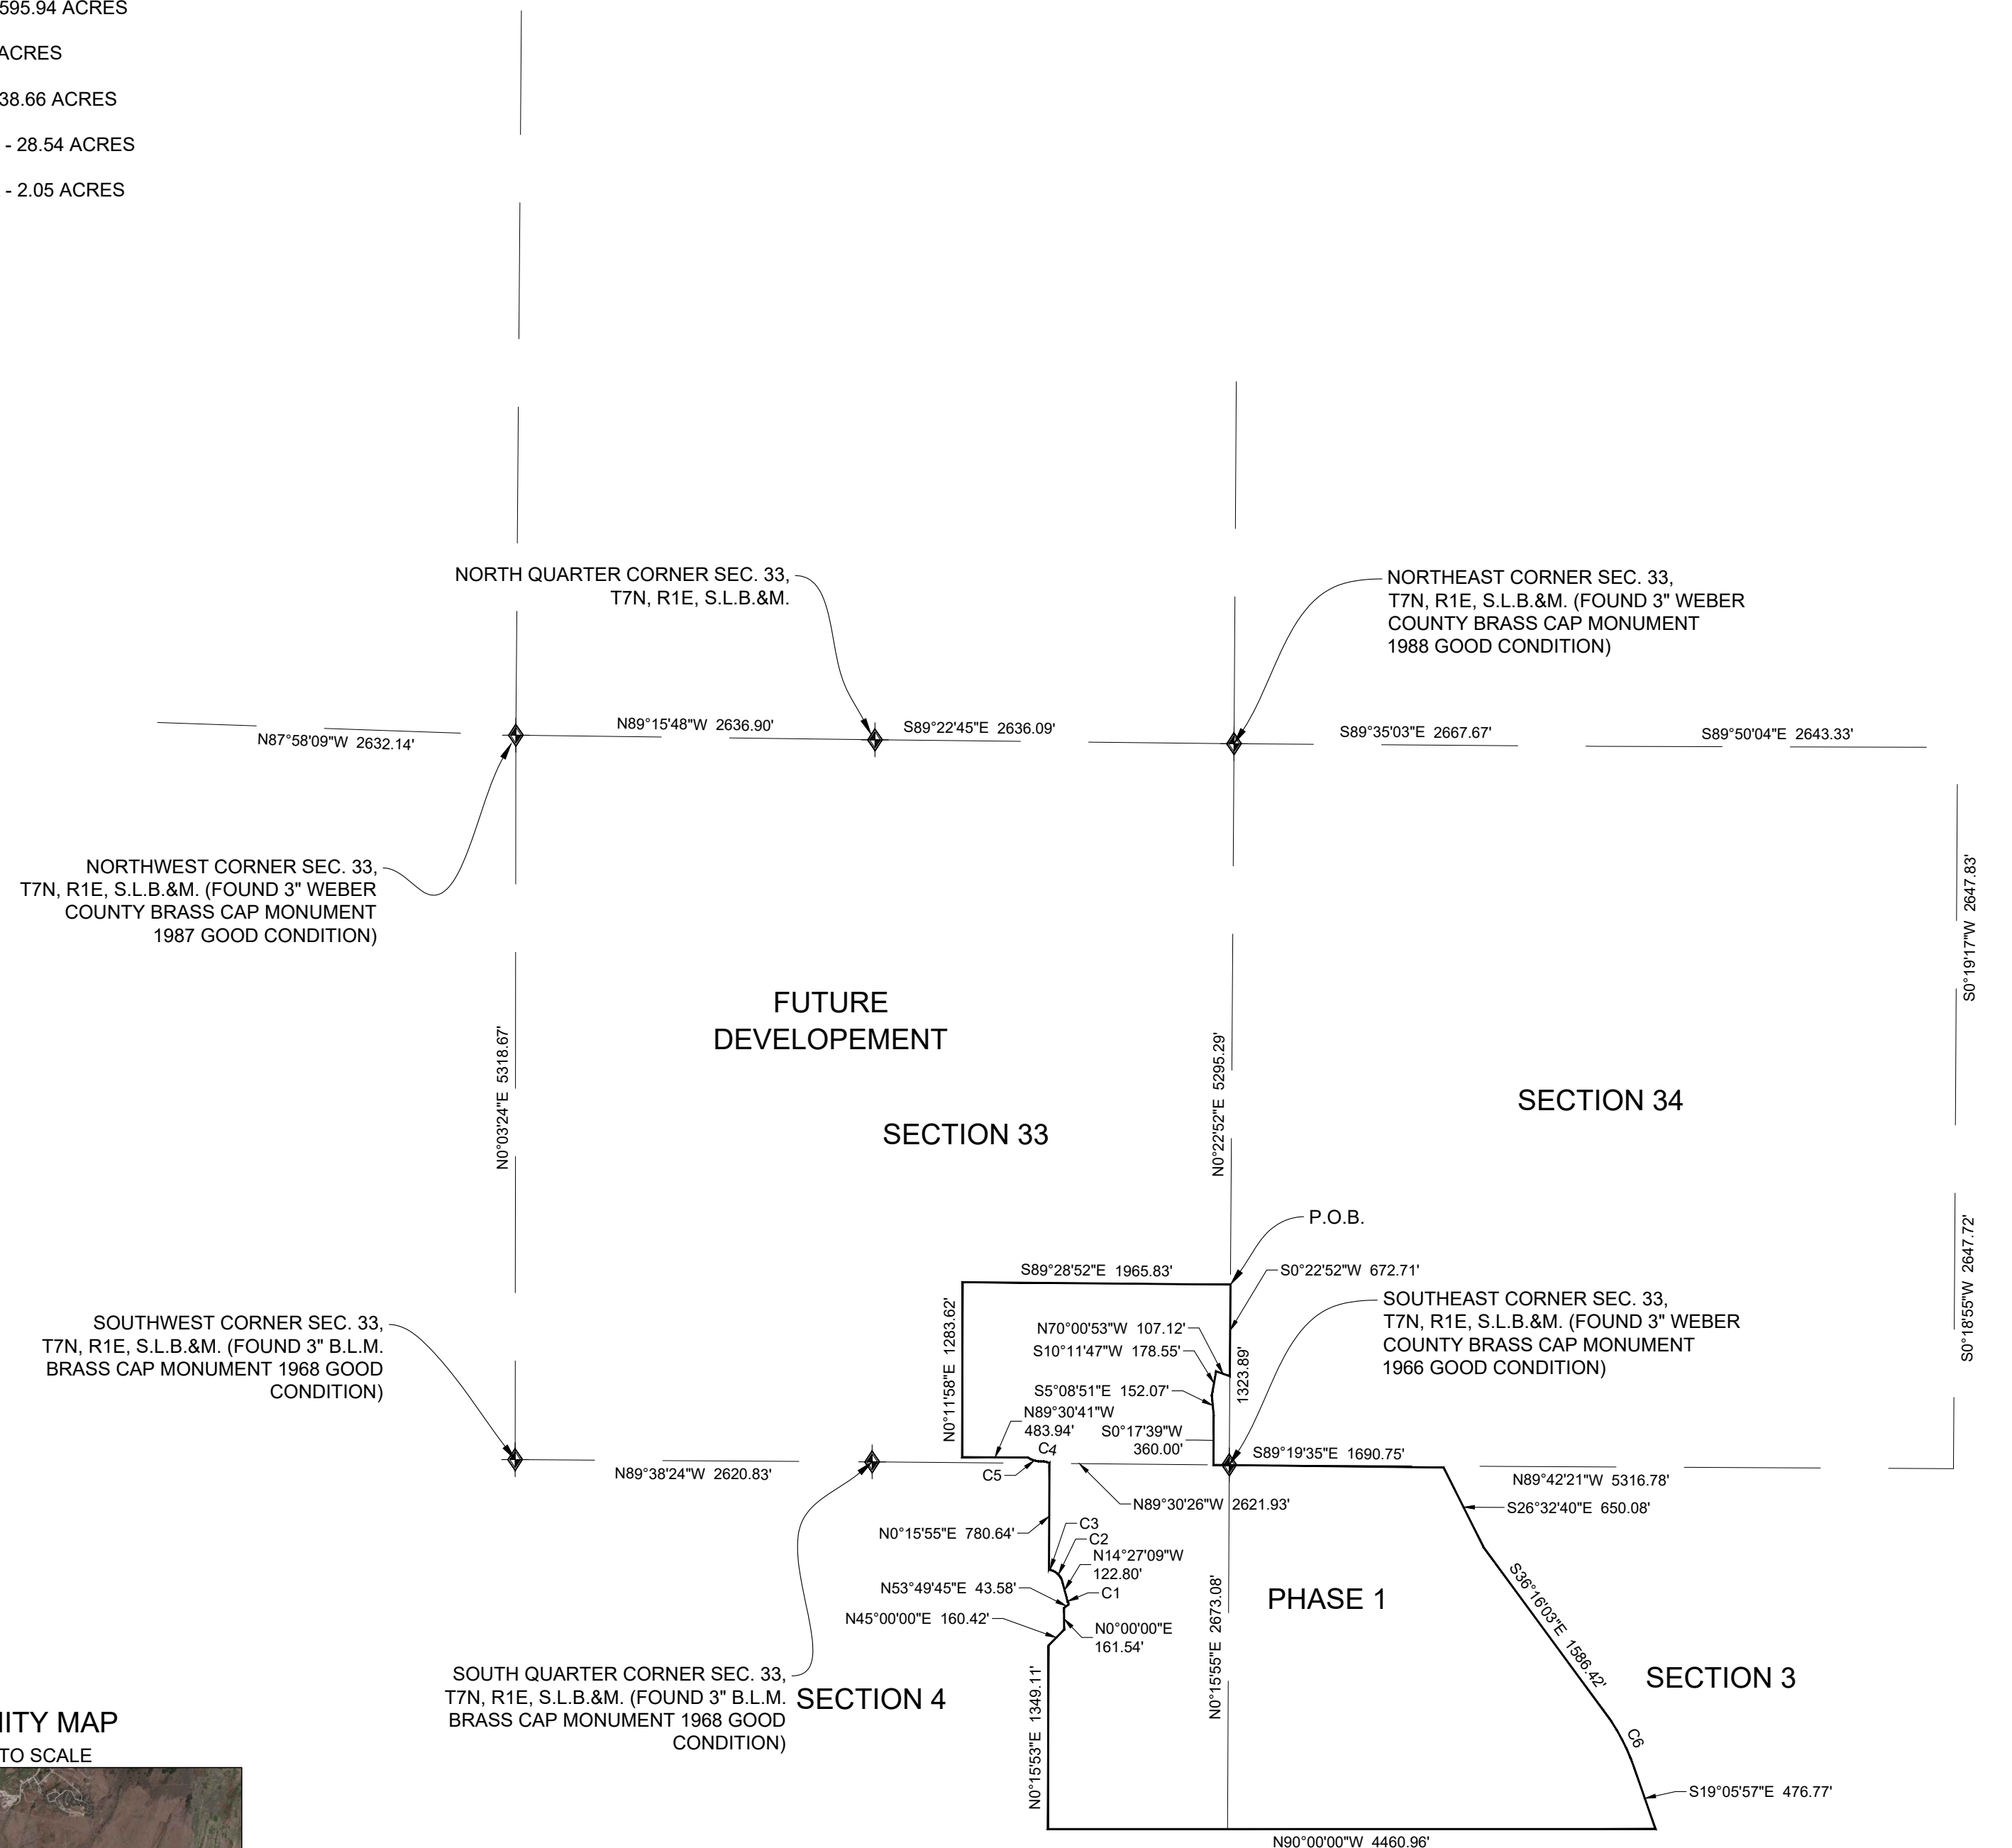 595.94 ACRES
ACRES
38.66 ACRES
- 28.54 ACRES
- 2.05 ACRES
NORTH QUARTER CORNER SEC. 33,
T7N, R1E, S.L.B.&M.
NORTHEAST CORNER SEC. 33,
T7N, R1E, S.L.B.&M. (FOUND 3" WEBER
COUNTY BRASS CAP MONUMENT
1988 GOOD CONDITION)
N87°58'09"W 2632.14'
N89°15'48"W 2636.90'
S89°22'45"E 2636.09'
S89°35'03"E 2667.67'
S89°50'04"E 2643.33'
NORTHWEST CORNER SEC. 33,
T7N, R1E, S.L.B.&M. (FOUND 3" WEBER
COUNTY BRASS CAP MONUMENT
1987 GOOD CONDITION)
S0°19'17"W 2647.83'
FUTURE
DEVELOPEMENT
N0°03'24"E 5318.67'
N0°22'52"E 5295.29'
SECTION 34
SECTION 33
P.O.B.
S89°28'52"E 1965.83'
S0°22'52"W 672.71'
S0°18'55"W 2647.72'
SOUTHWEST CORNER SEC. 33,
T7N, R1E, S.L.B.&M. (FOUND 3" B.L.M.
BRASS CAP MONUMENT 1968 GOOD
CONDITION)
N0°11'58"E 1283.62'
N70°00'53"W 107.12'
S10°11'47"W 178.55'
S5°08'51"E 152.07'
1323.89'
SOUTHEAST CORNER SEC. 33,
T7N, R1E, S.L.B.&M. (FOUND 3" WEBER
COUNTY BRASS CAP MONUMENT
1966 GOOD CONDITION)
N89°30'41"W
483.94'
S0°17'39"W
360.00'
C4
C5
S89°19'35"E 1690.75'
N89°38'24"W 2620.83'
N89°42'21"W 5316.78'
N89°30'26"W 2621.93'
S26°32'40"E 650.08'
N0°15'55"E 780.64'
C3
C2
N14°27'09"W
122.80'
N53°49'45"E 43.58'
C1
N45°00'00"E 160.42'
N0°00'00"E
161.54'
PHASE 1
S36°16'03"E 1586.42'
N0°15'55"E 2673.08'
SOUTH QUARTER CORNER SEC. 33,
T7N, R1E, S.L.B.&M. (FOUND 3" B.L.M.
BRASS CAP MONUMENT 1968 GOOD
CONDITION)
SECTION 4
SECTION 3
N0°15'53"E 1349.11'
C6
S19°05'57"E 476.77'
N90°00'00"W 4460.96'
ITY MAP
TO SCALE